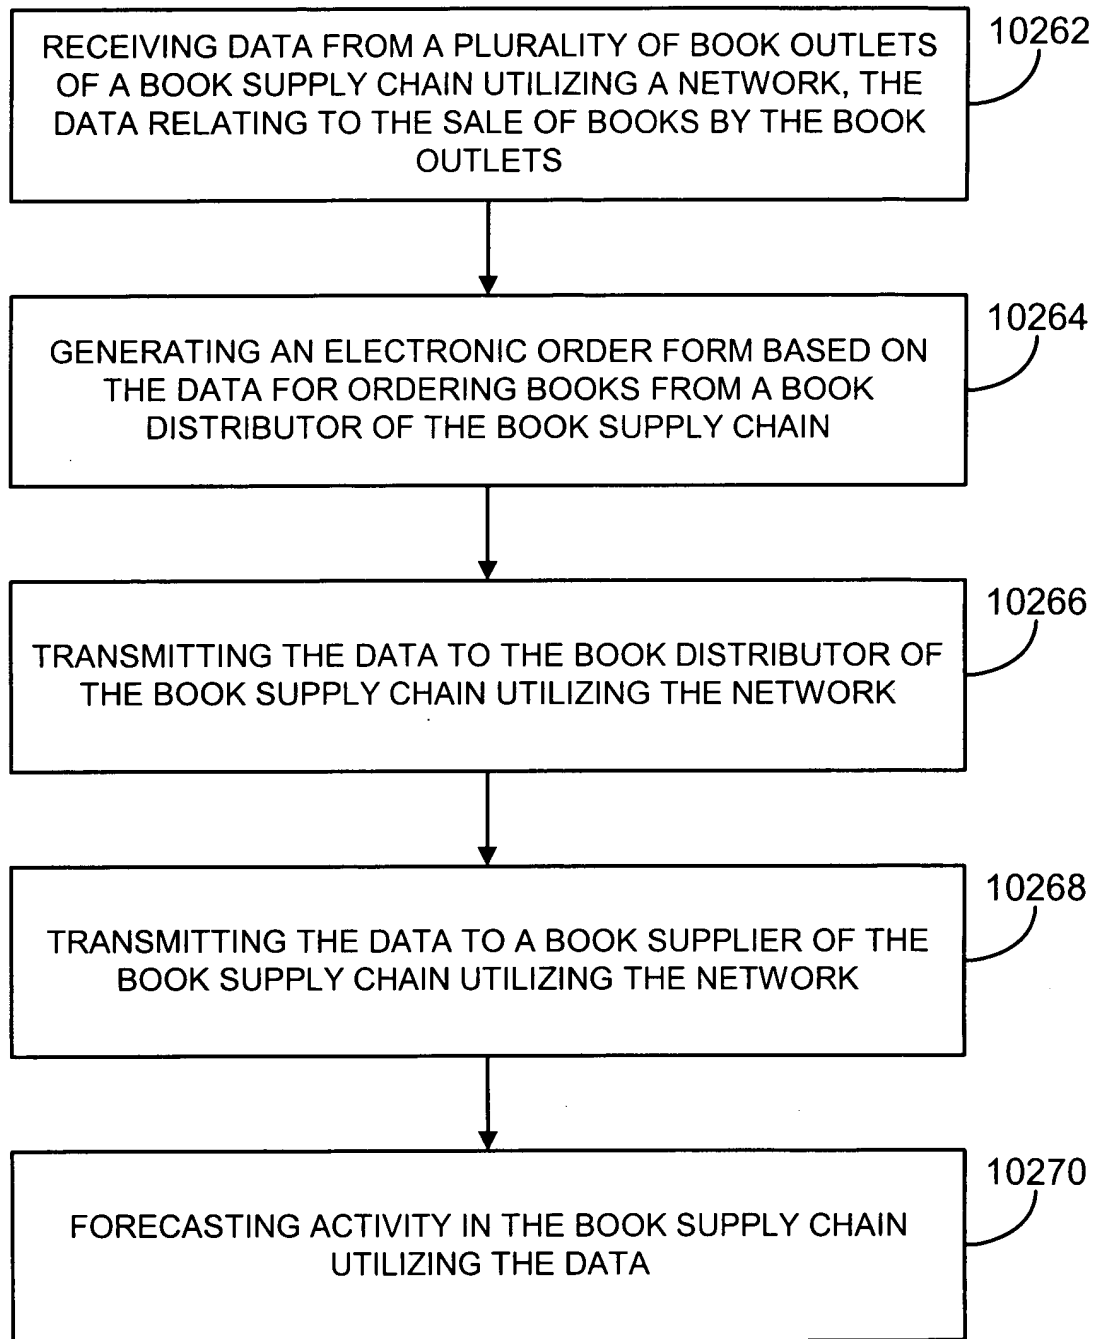 RECEIVING DATA FROM A PLURALITY OF BOOK OUTLETS
OF A BOOK SUPPLY CHAIN UTILIZING A NETWORK, THE
DATA RELATING TO THE SALE OF BOOKS BY THE BOOK
OUTLETS
10262
GENERATING AN ELECTRONIC ORDER FORM BASED ON
THE DATA FOR ORDERING BOOKS FROM A BOOK
DISTRIBUTOR OF THE BOOK SUPPLY CHAIN
10264
TRANSMITTING THE DATA TO THE BOOK DISTRIBUTOR OF
THE BOOK SUPPLY CHAIN UTILIZING THE NETWORK
10266
TRANSMITTING THE DATA TO A BOOK SUPPLIER OF THE
BOOK SUPPLY CHAIN UTILIZING THE NETWORK
10268
FORECASTING ACTIVITY IN THE BOOK SUPPLY CHAIN
UTILIZING THE DATA
10270